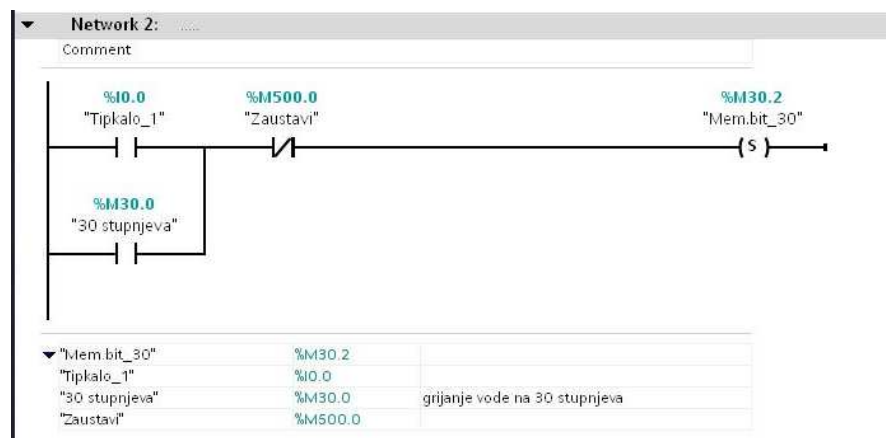 Network 2: .....
Comment
%I0.0 %M500.0 %M30.2
"Tipkalo_1" "Zaustavi" "Mem.bit_30"
S
%M30.0
"30 stupnjeva"
"Mem.bit_30" %M30.2
"Tipkalo_1" %I0.0
"30 stupnjeva" %M30.0 grijanje vode na 30 stupnjeva
"Zaustavi" %M500.0